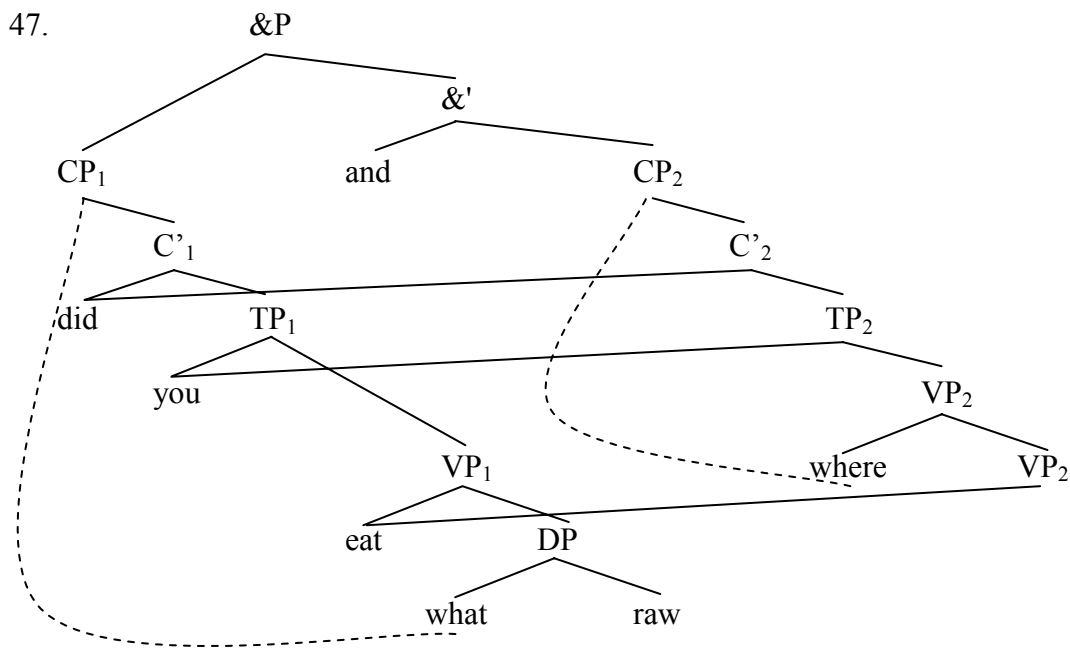 47. &P
&'
CP₁ and CP₂
C’₁ C’₂
did TP₁ TP₂
you VP₂
VP₁ where VP₂
eat DP
what raw